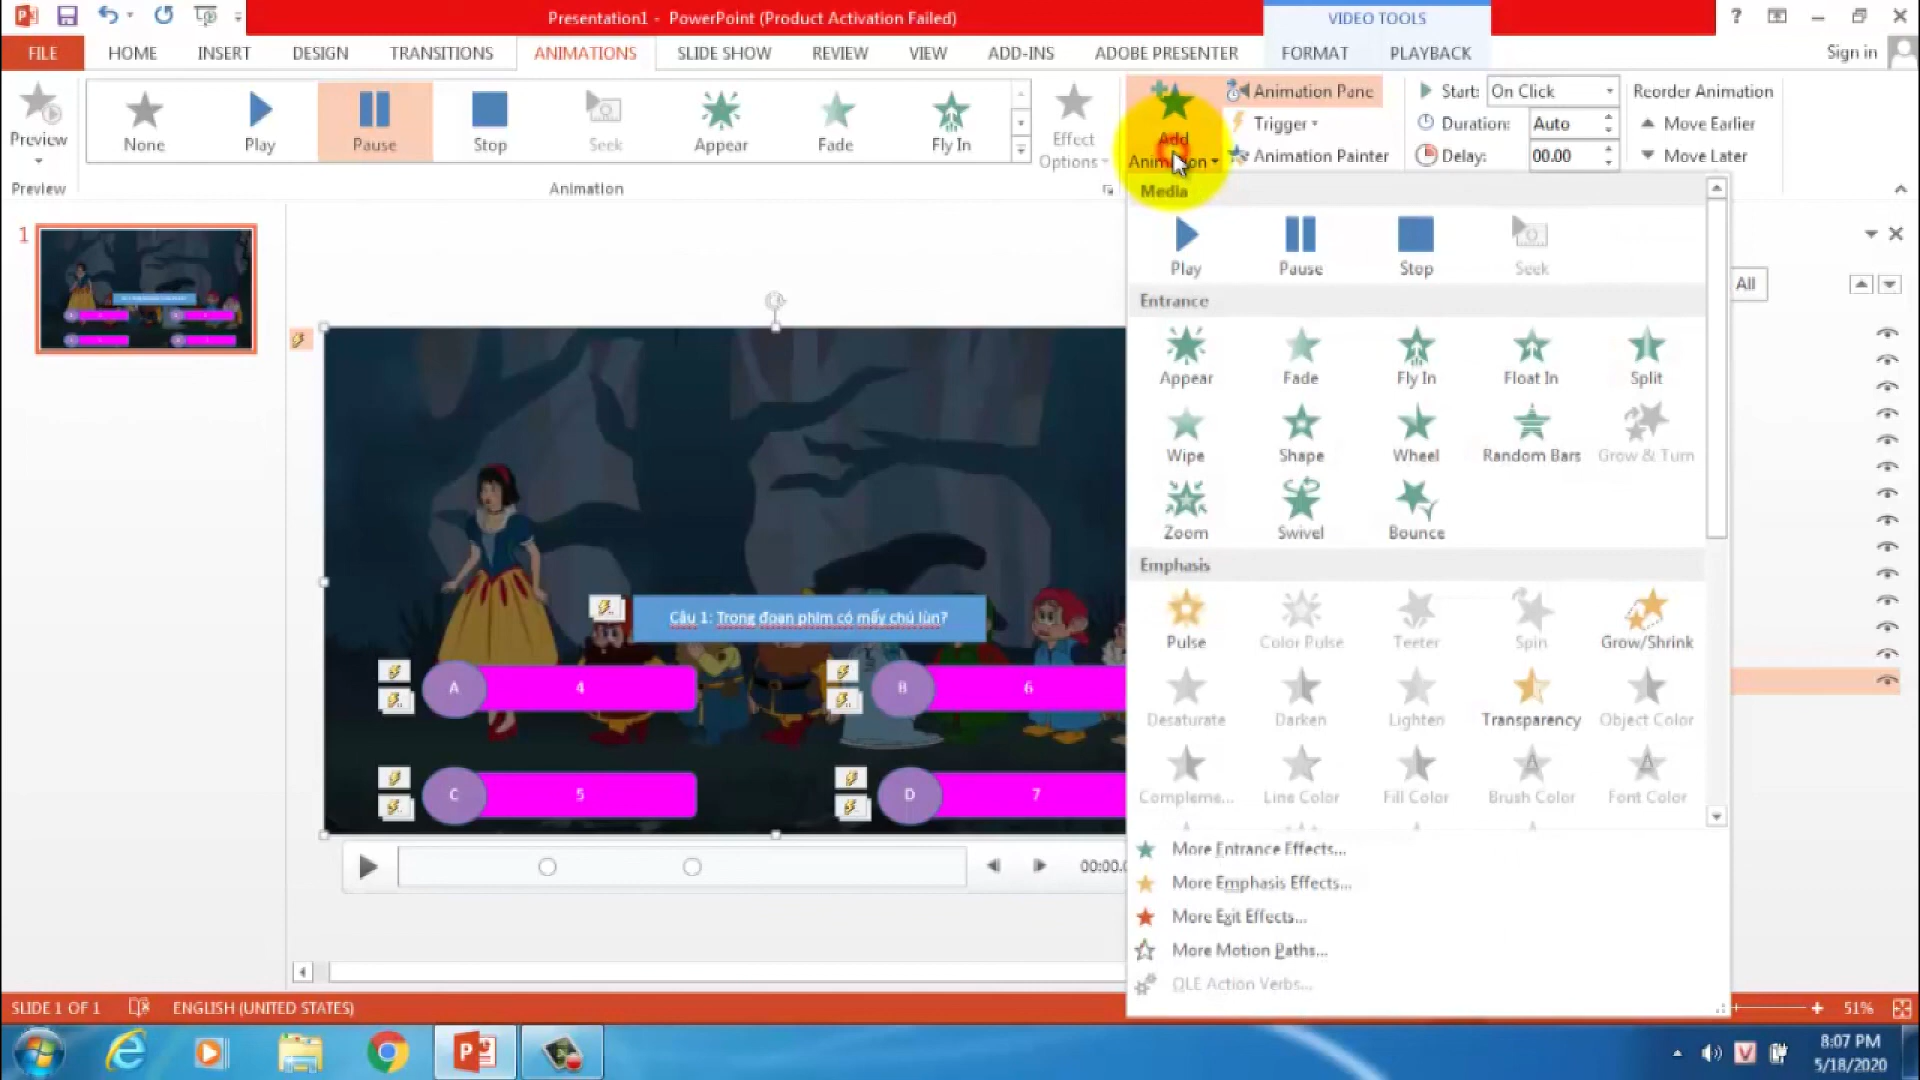 Presentation1 - PowerPoint (Product Activation Failed)
VIDEO TOOLS
?
FILE
HOME
INSERT
DESIGN
TRANSITIONS
ANIMATIONS
SLIDE SHOW
REVIEW
VIEW
ADD-INS
ADOBE PRESENTER
FORMAT
PLAYBACK
Sign in
Preview
None
Play
Pause
Stop
Seek
Appear
Fade
Fly In
Effect
Options
Add
Animation
Animation Pane
Trigger
Animation Painter
Start: On Click
Duration: Auto
Delay: 00.00
Reorder Animation
Move Earlier
Move Later
Preview
Animation
Media
Play
Pause
Stop
Seek
Entrance
Appear
Fade
Fly In
Float In
Split
Wipe
Shape
Wheel
Random Bars
Grow & Turn
Zoom
Swivel
Bounce
Emphasis
Pulse
Color Pulse
Teeter
Spin
Grow/Shrink
Desaturate
Darken
Lighten
Transparency
Object Color
Compleme...
Line Color
Fill Color
Brush Color
Font Color
More Entrance Effects...
More Emphasis Effects...
More Exit Effects...
More Motion Paths...
OLE Action Verbs...
All
1
Câu 1: Trong đoạn phim có mấy chú lùn?
A
4
B
6
C
5
D
7
SLIDE 1 OF 1
ENGLISH (UNITED STATES)
51%
8:07 PM
5/18/2020